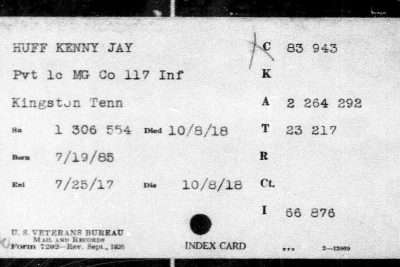 HUFF KENNY JAY C 83 943
Pvt 1c MG Co 117 Inf K
Kingston Tenn A 2 264 292
Sn 1 306 554 Died 10/8/18 T 23 217
Born 7/19/85 R
Enl 7/25/17 Dis 10/8/18 Ct.
I 66 876
U. S. VETERANS BUREAU
MAIL AND RECORDS
Form 7202—Rev. Sept., 1926
INDEX CARD
2—12669